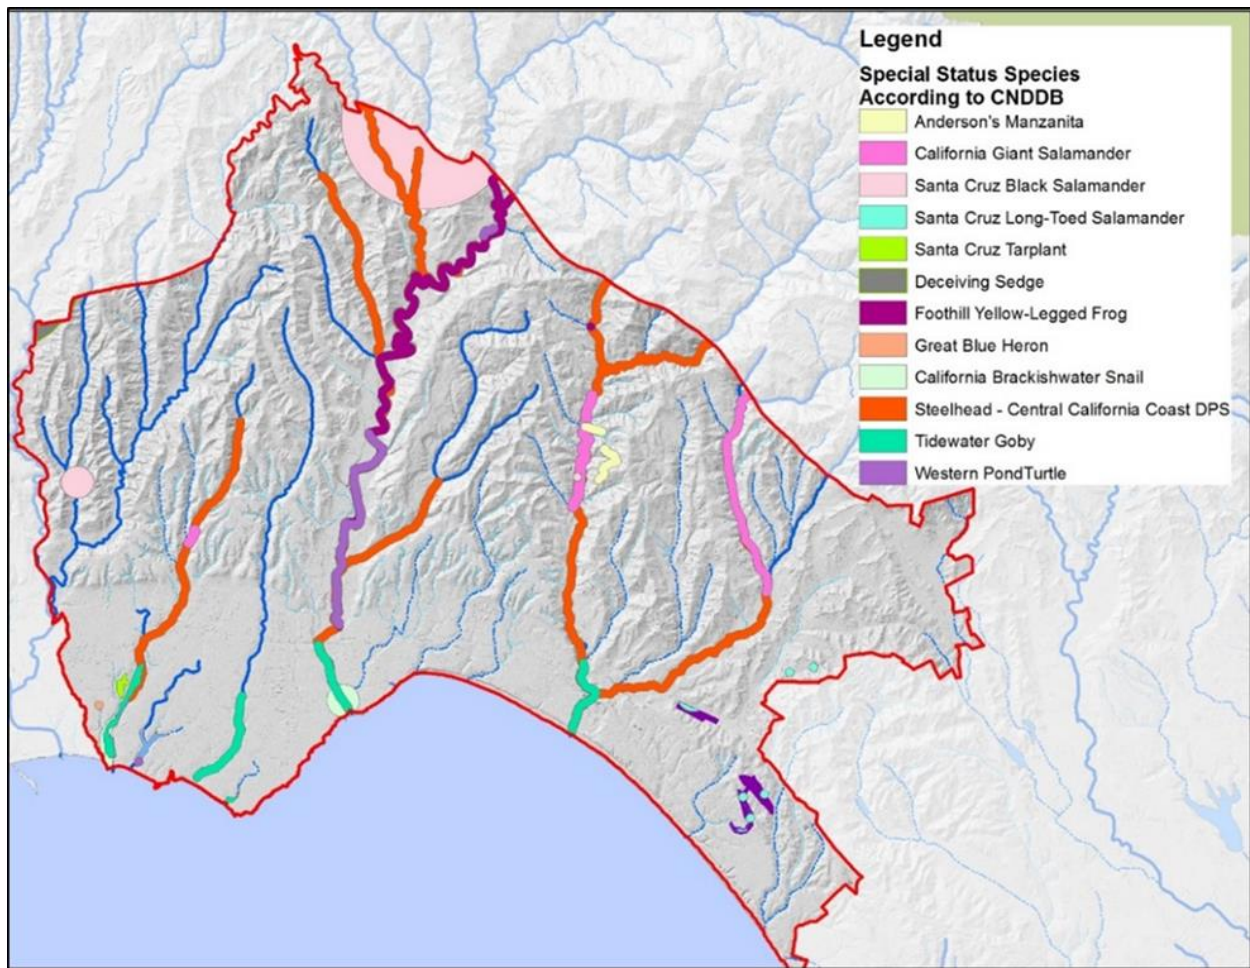 Legend
Special Status Species
According to CNDDB
Anderson's Manzanita
California Giant Salamander
Santa Cruz Black Salamander
Santa Cruz Long-Toed Salamander
Santa Cruz Tarplant
Deceiving Sedge
Foothill Yellow-Legged Frog
Great Blue Heron
California Brackishwater Snail
Steelhead - Central California Coast DPS
Tidewater Goby
Western PondTurtle